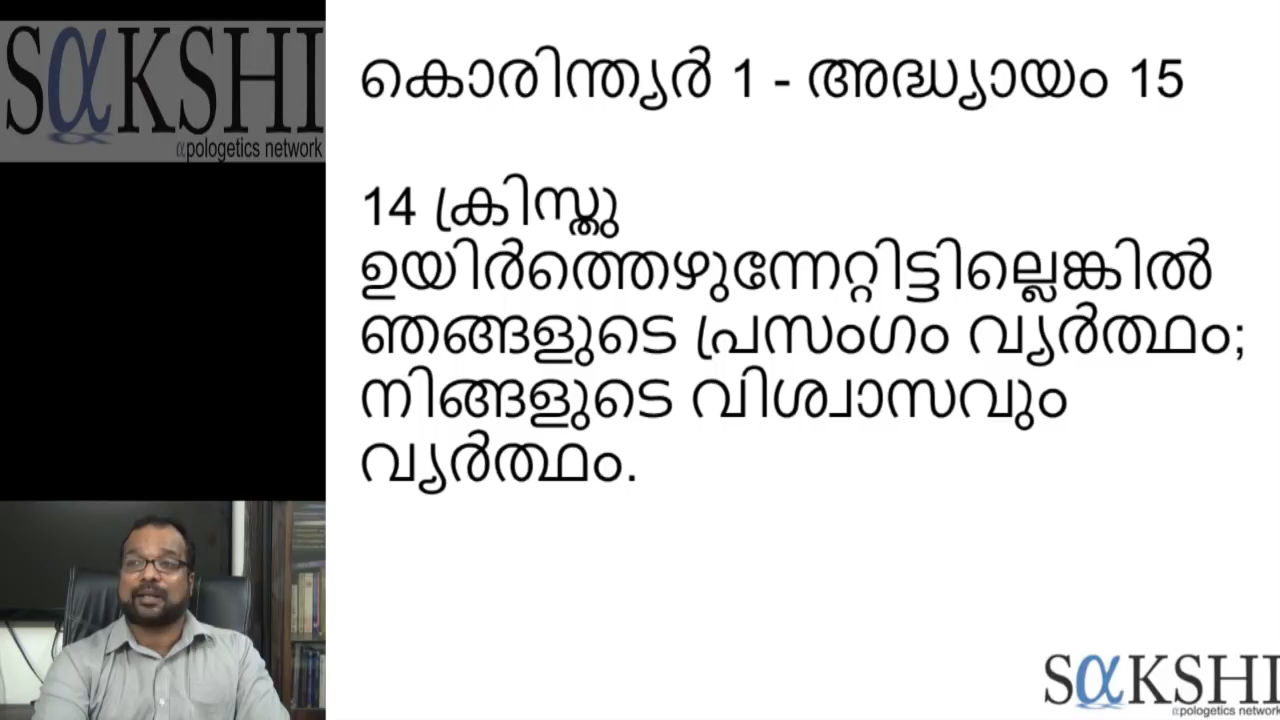 SαKSHI
αpologetics network
കൊരിന്ത്യർ 1 - അദ്ധ്യായം 15
14 ക്രിസ്തു
ഉയിർത്തെഴുന്നേറ്റിട്ടില്ലെങ്കിൽ
ഞങ്ങളുടെ പ്രസംഗം വ്യർത്ഥം;
നിങ്ങളുടെ വിശ്വാസവും
വ്യർത്ഥം.
SαKSHI
αpologetics network